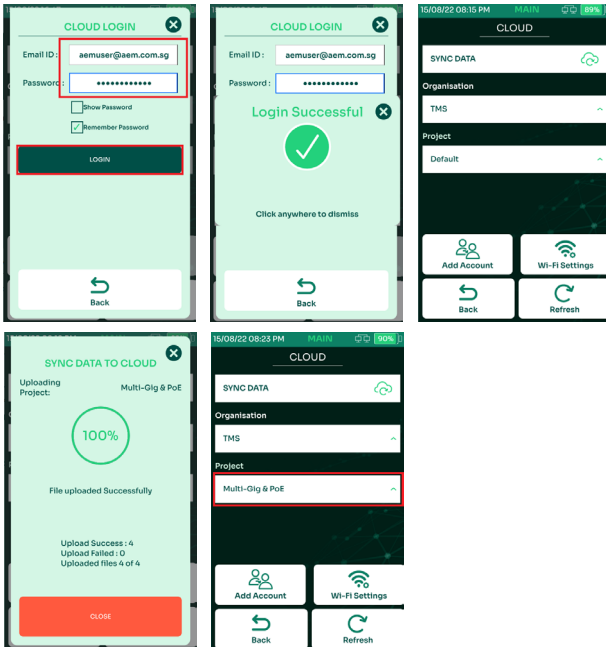 CLOUD LOGIN
Email ID :
aemuser@aem.com.sg
Password :
************
Show Password
Remember Password
LOGIN
Back
CLOUD LOGIN
Email ID :
aemuser@aem.com.sg
Password :
************
Login Successful
Click anywhere to dismiss
Back
15/08/22 08:15 PM MAIN 89%
CLOUD
SYNC DATA
Organisation
TMS
Project
Default
Add Account Wi-Fi Settings
Back Refresh
SYNC DATA TO CLOUD
Uploading
Project: Multi-Gig & PoE
100%
File uploaded Successfully
Upload Success : 4
Upload Failed : 0
Uploaded files 4 of 4
CLOSE
15/08/22 08:23 PM MAIN 90%
CLOUD
SYNC DATA
Organisation
TMS
Project
Multi-Gig & PoE
Add Account Wi-Fi Settings
Back Refresh